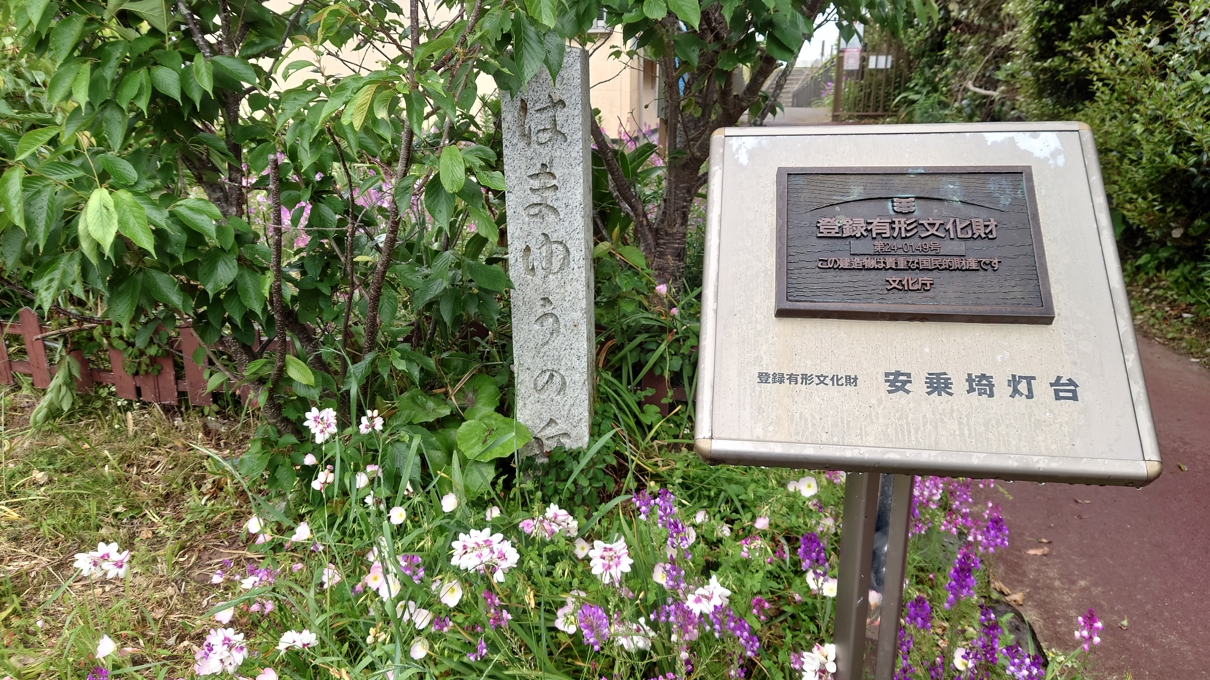 はまゆうの丘
登録有形文化財
第24-0149号
この建造物は貴重な国民的財産です
文化庁
登録有形文化財 安乗埼灯台